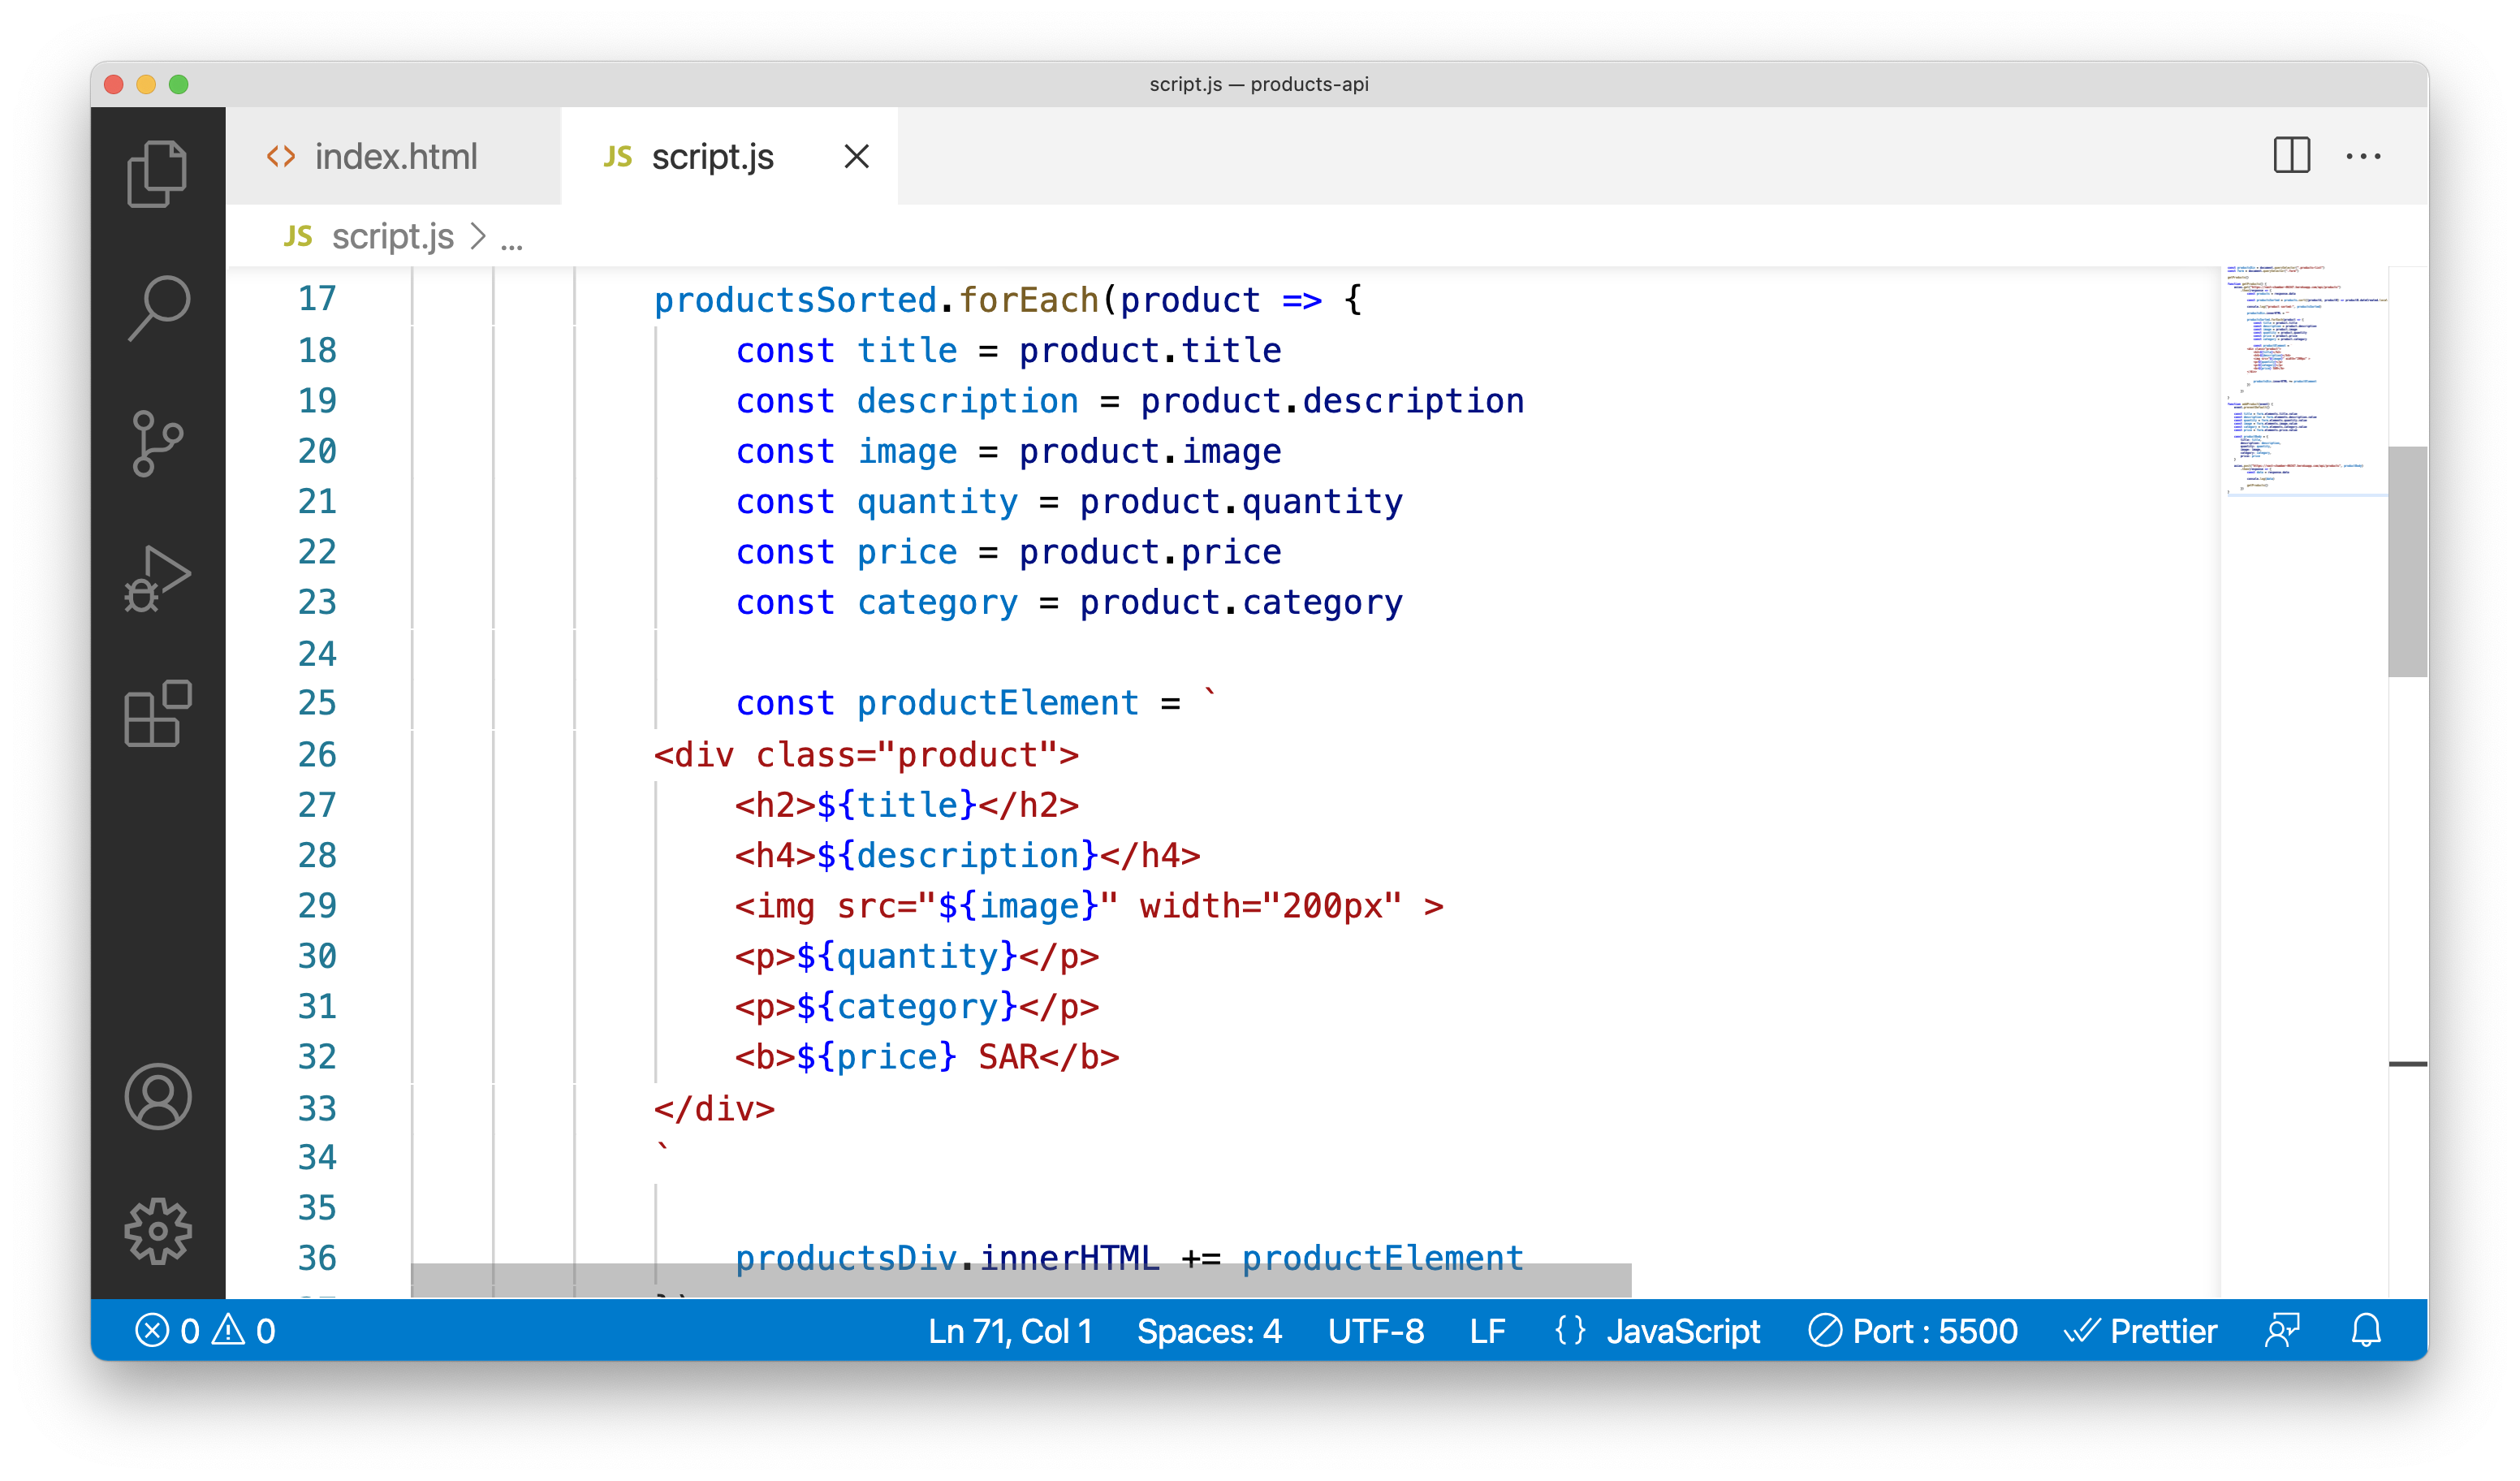 script.js — products-api
index.html
JS script.js
JS script.js > ...
17 productsSorted.forEach(product => {
18 const title = product.title
19 const description = product.description
20 const image = product.image
21 const quantity = product.quantity
22 const price = product.price
23 const category = product.category
24
25 const productElement = `
26 <div class="product">
27 <h2>${title}</h2>
28 <h4>${description}</h4>
29 <img src="${image}" width="200px" >
30 <p>${quantity}</p>
31 <p>${category}</p>
32 <b>${price} SAR</b>
33 </div>
34 `
35
36 productsDiv.innerHTML += productElement
0 0 Ln 71, Col 1 Spaces: 4 UTF-8 LF {} JavaScript Port : 5500 Prettier